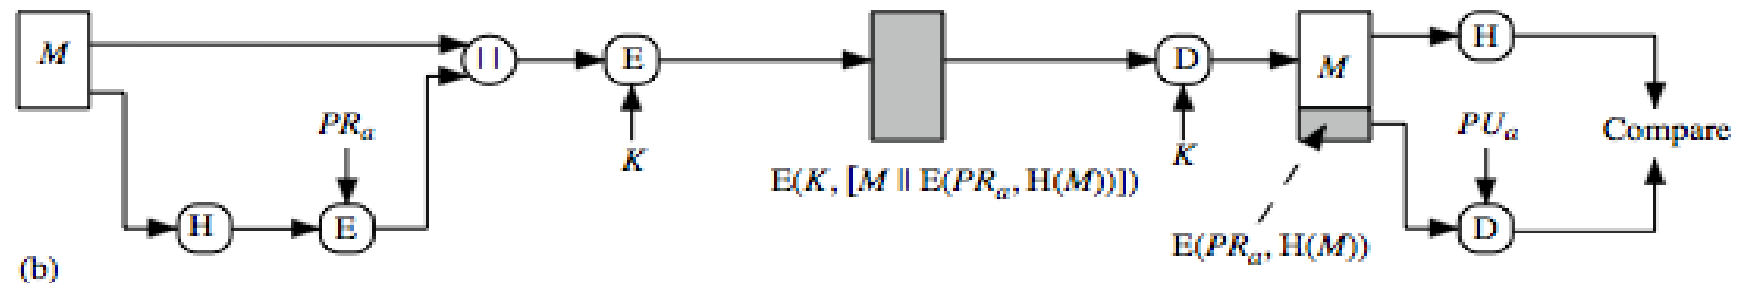 M
||
E
D
M
H
PRa
K
K
PUa
Compare
E(K, [M || E(PRa, H(M))])
H
E
D
E(PRa, H(M))
(b)